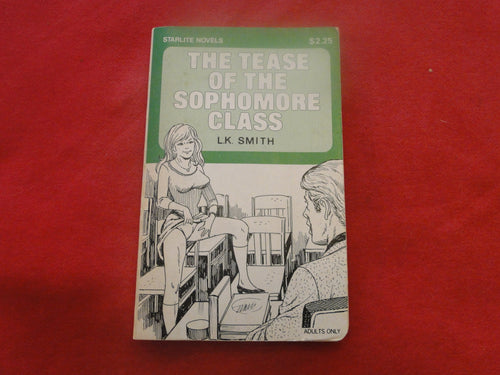 STARLITE NOVELS
$2.25
THE TEASE
OF THE
SOPHOMORE
CLASS
L.K. SMITH
ADULTS ONLY